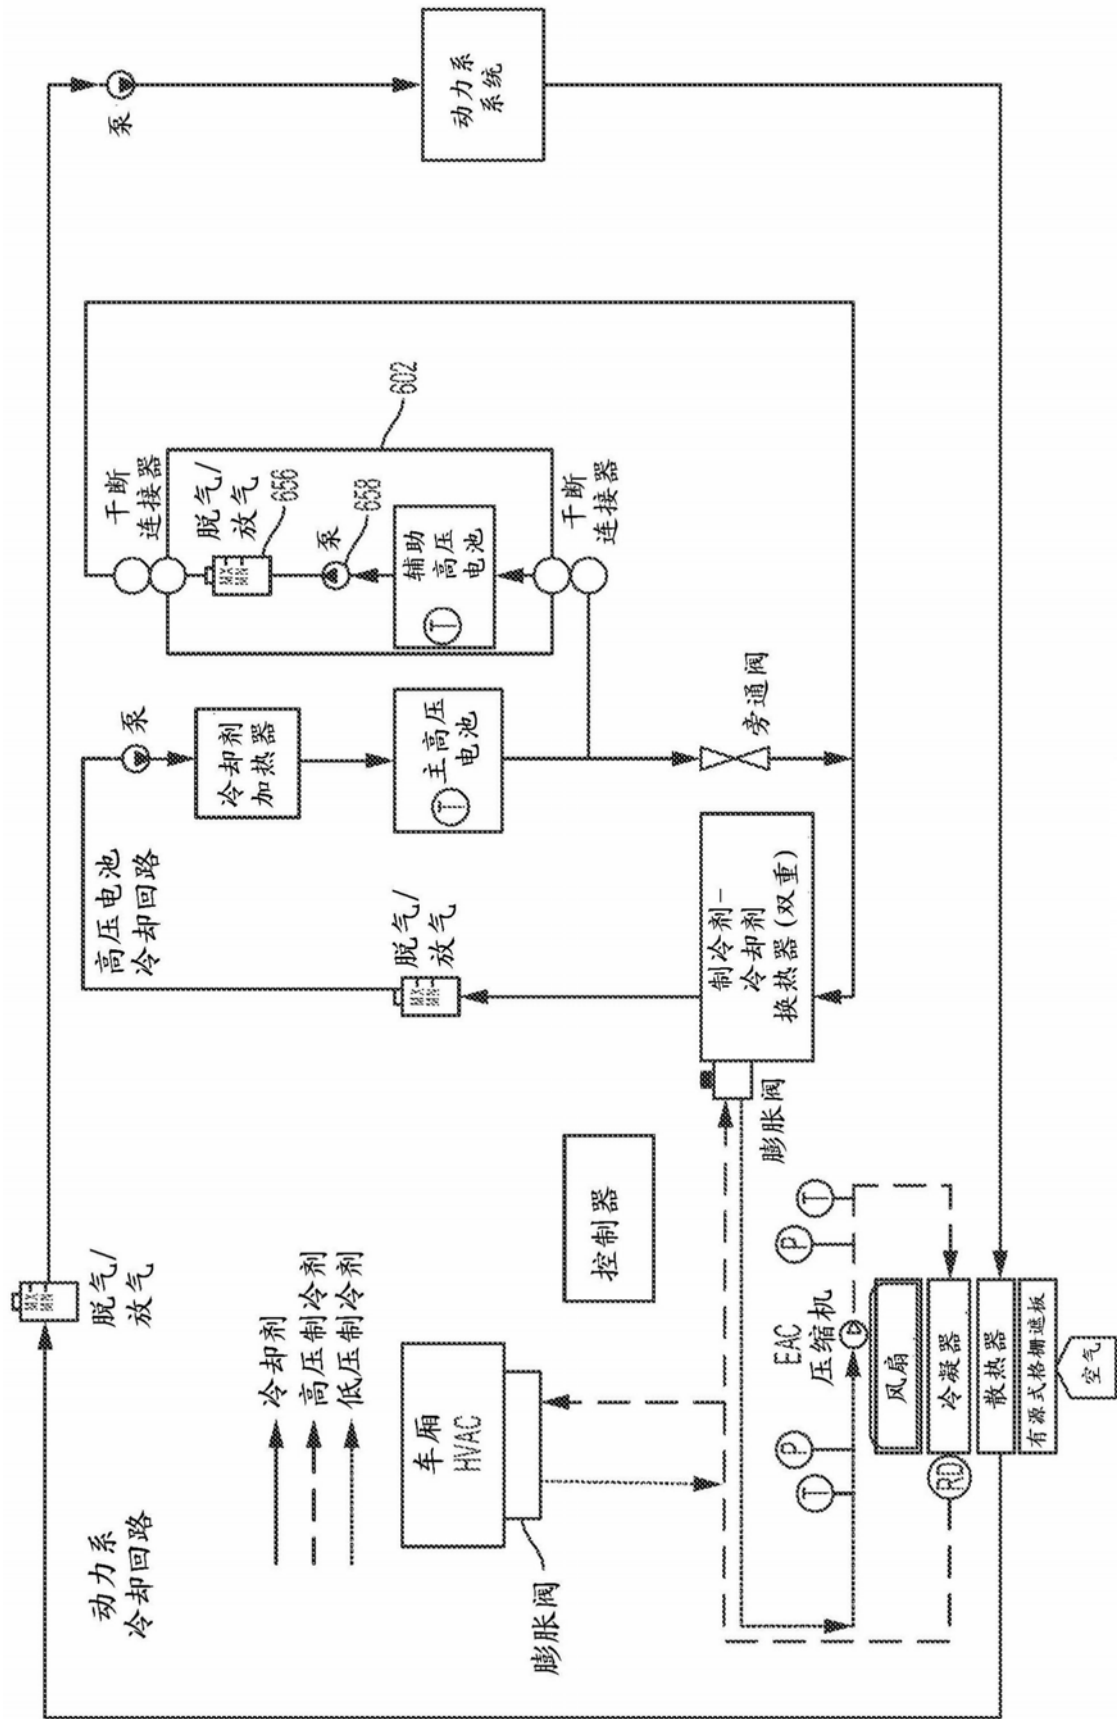 动力系
冷却回路
MX
MN
脱气/
放气
泵
高压电池
冷却回路
泵
干断
连接器
脱气/
放气
MX
MN
656
泵
658
602
冷却剂
高压制冷剂
低压制冷剂
冷却剂
加热器
主高压
电池
T
辅助
高压
电池
T
干断
连接器
动力系
系统
车厢
HVAC
膨胀阀
脱气/
放气
MX
MN
控制器
制冷剂-
冷却剂
换热器(双重)
膨胀阀
旁通阀
T
P
EAC
压缩机
P
T
风扇
冷凝器
RD
散热器
有源式格栅遮板
空气